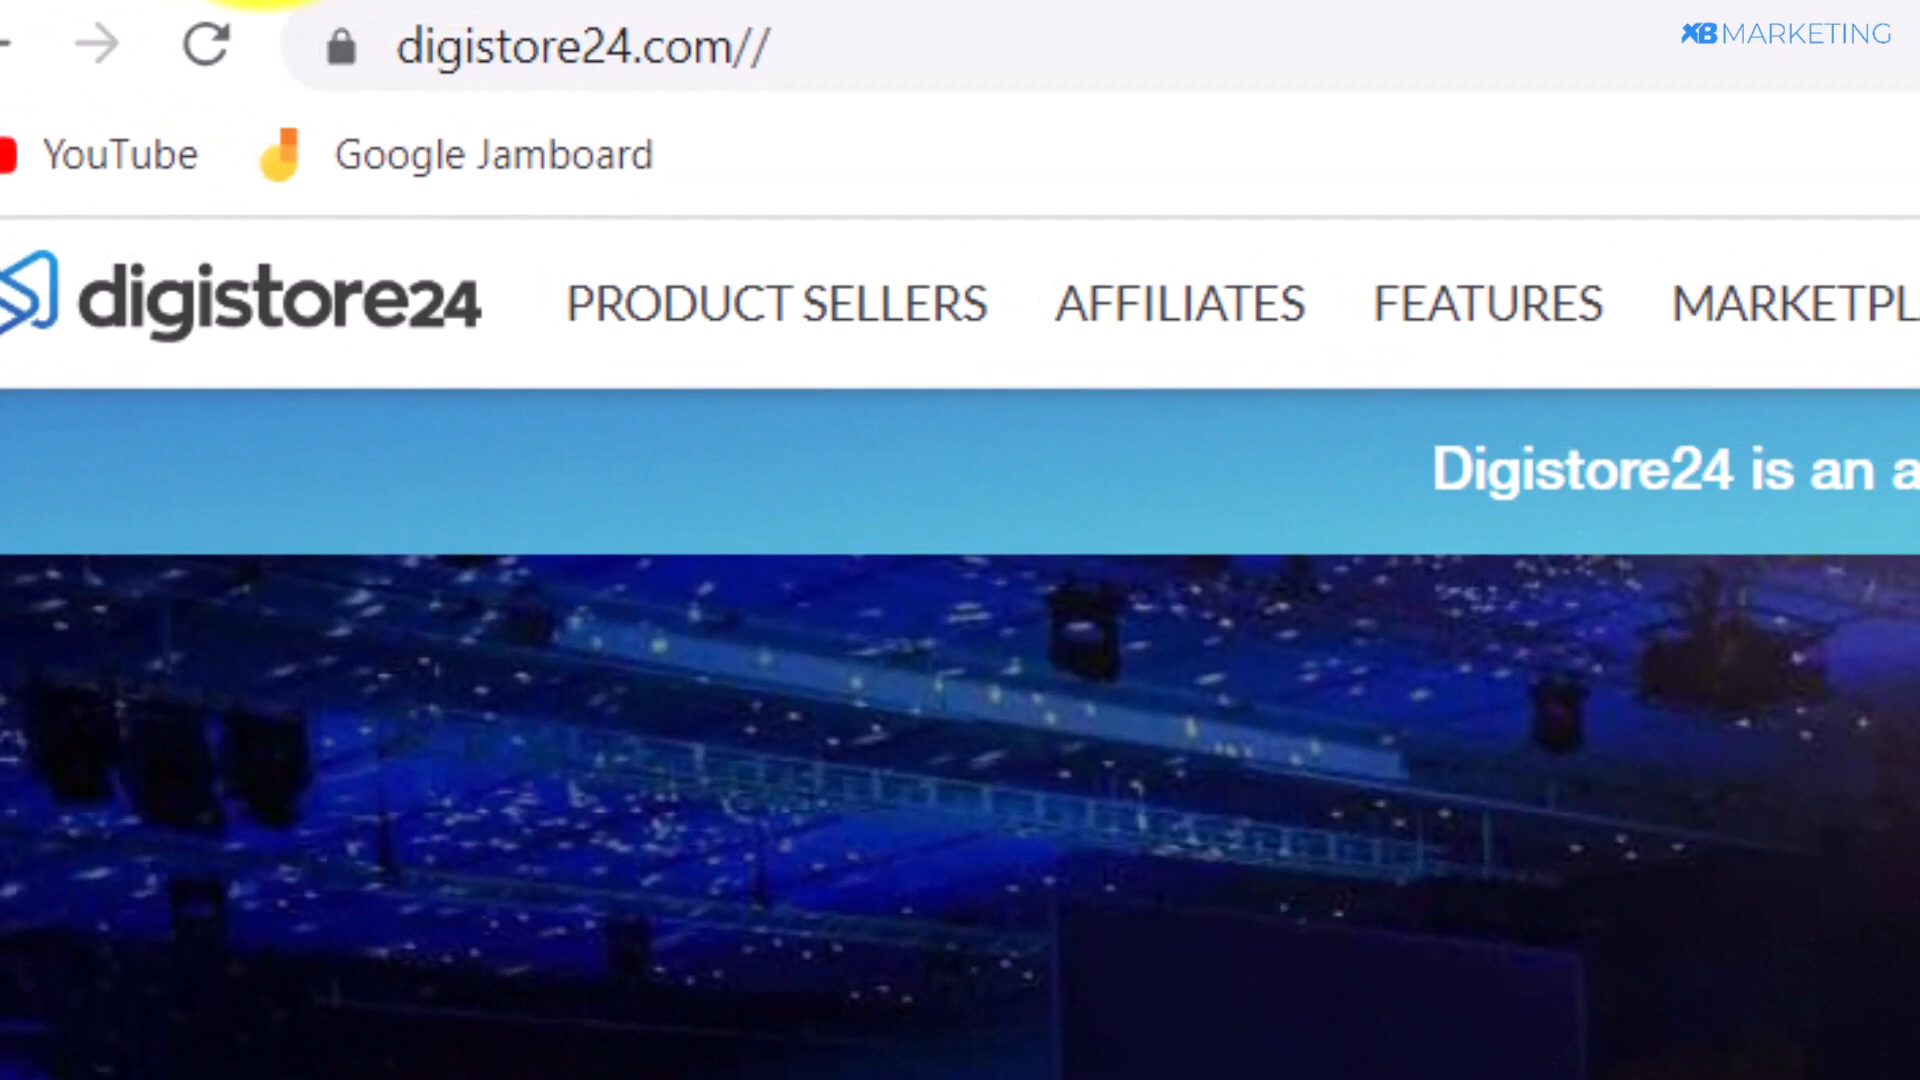 digistore24.com//
XB MARKETING
YouTube
Google Jamboard
digistore24
PRODUCT SELLERS
AFFILIATES
FEATURES
MARKETPL
Digistore24 is an a